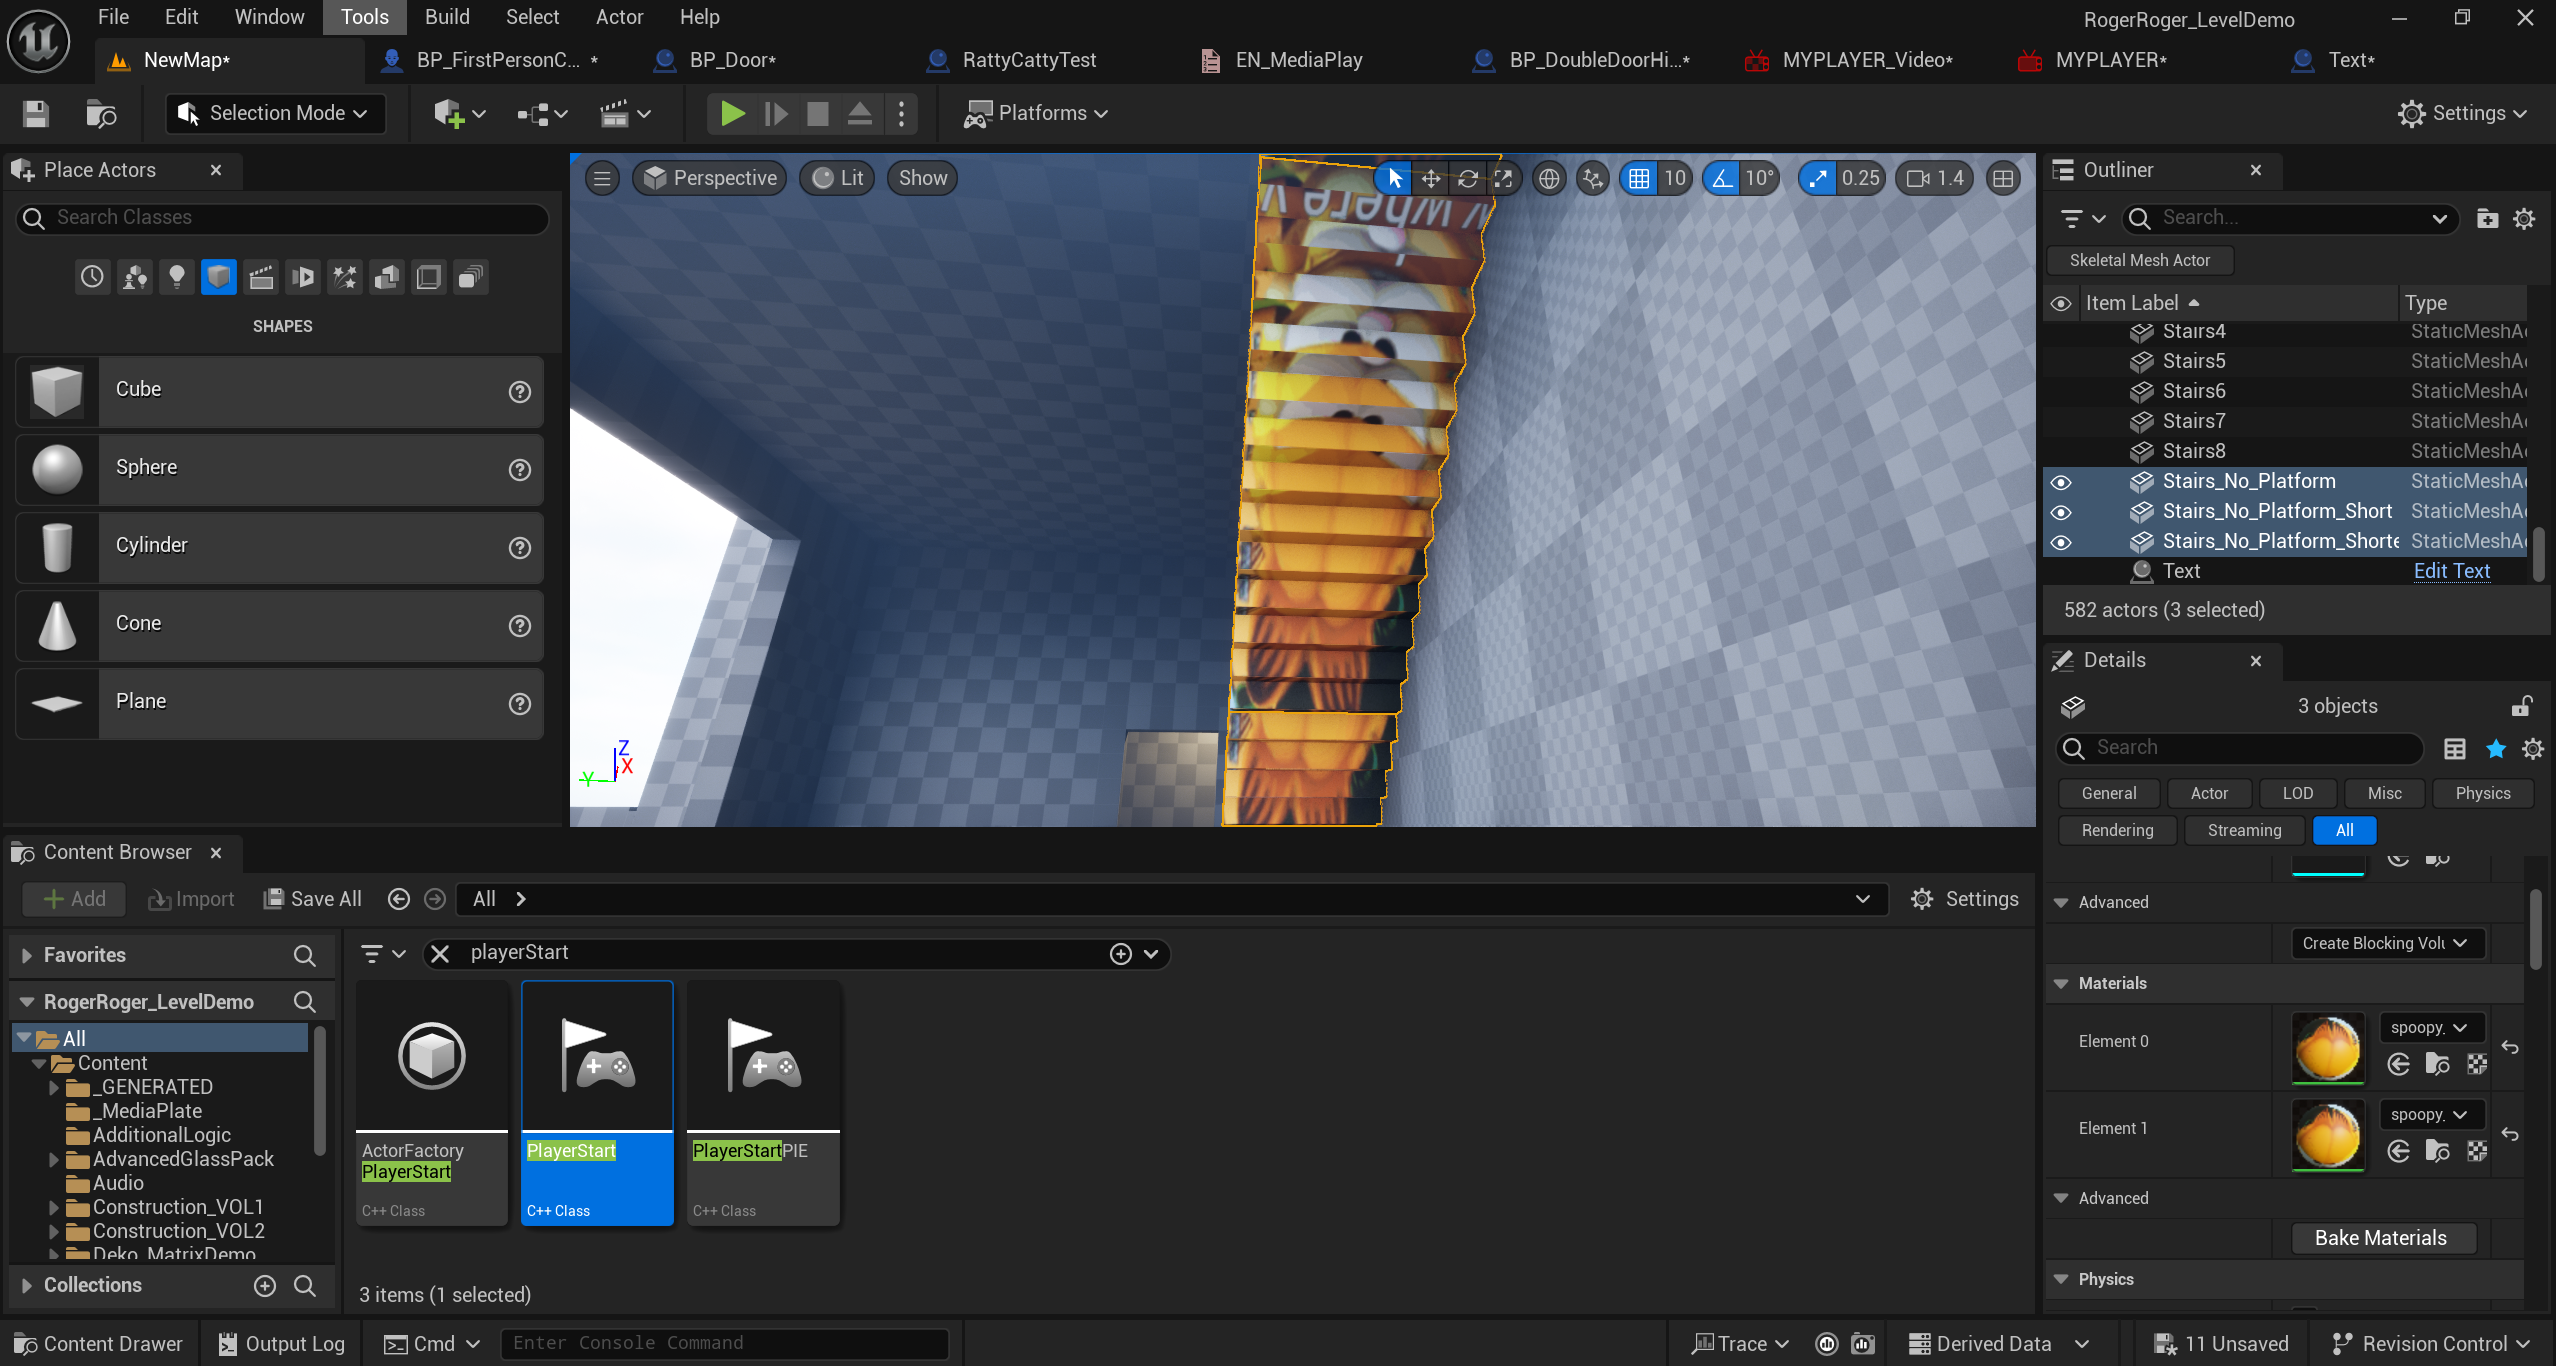 File Edit Window Tools Build Select Actor Help
RogerRoger_LevelDemo
NewMap* BP_FirstPersonC... * BP_Door* RattyCattyTest EN_MediaPlay BP_DoubleDoorHi...* MYPLAYER_Video* MYPLAYER* Text*
Selection Mode
Platforms
Settings
Place Actors
Search Classes
SHAPES
Cube
Sphere
Cylinder
Cone
Plane
Perspective Lit Show
10 10° 0.25 1.4
where
Z
X
Y
Outliner
Search...
Skeletal Mesh Actor
Item Label Type
Stairs4 StaticMeshA
Stairs5 StaticMeshA
Stairs6 StaticMeshA
Stairs7 StaticMeshA
Stairs8 StaticMeshA
Stairs_No_Platform StaticMeshA
Stairs_No_Platform_Short StaticMeshA
Stairs_No_Platform_Shorte StaticMeshA
Text Edit Text
582 actors (3 selected)
Details
3 objects
Search
General Actor LOD Misc Physics
Rendering Streaming All
Advanced
Create Blocking Volu
Materials
Element 0 spoopy.
Element 1 spoopy.
Advanced
Bake Materials
Physics
Content Browser
Add Import Save All All Settings
Favorites
RogerRoger_LevelDemo
All
Content
_GENERATED
_MediaPlate
AdditionalLogic
AdvancedGlassPack
Audio
Construction_VOL1
Construction_VOL2
Deko_MatrixDemo
Collections
playerStart
ActorFactory
PlayerStart
C++ Class
PlayerStart
C++ Class
PlayerStartPIE
C++ Class
3 items (1 selected)
Content Drawer Output Log Cmd Enter Console Command
Trace Derived Data 11 Unsaved Revision Control